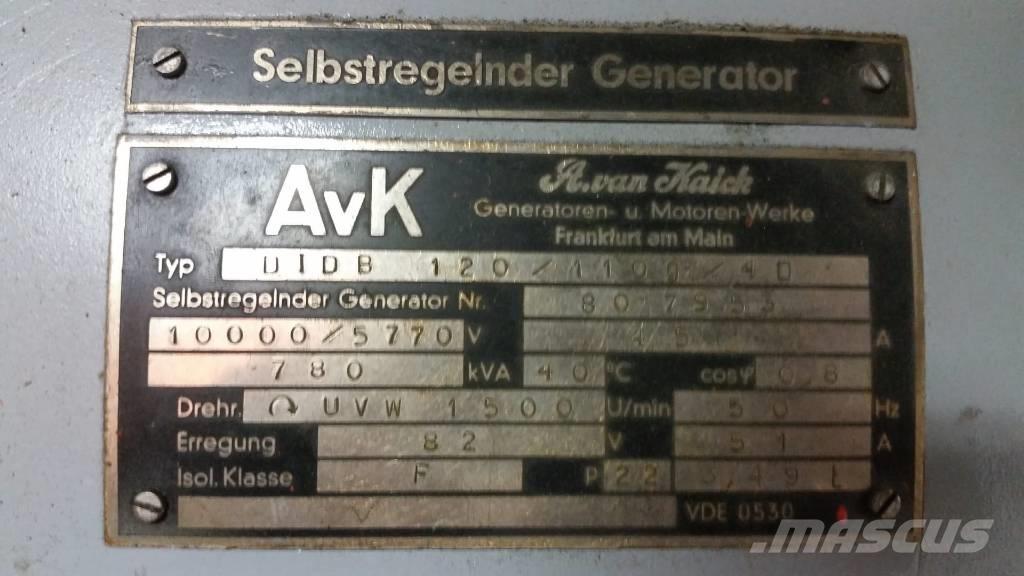 Selbstregelnder Generator
AvK
A. van Kaick
Generatoren- u. Motoren-Werke
Frankfurt am Main
Typ DIDB 120/1100/4D
Selbstregelnder Generator Nr.
10000/5770 V A
780 kVA 40 °C cosφ 0,8
Drehr. UVW 1500 U/min 50 Hz
Erregung 82 V 51 A
Isol. Klasse F P 22 t
VDE 0530
MASCUS